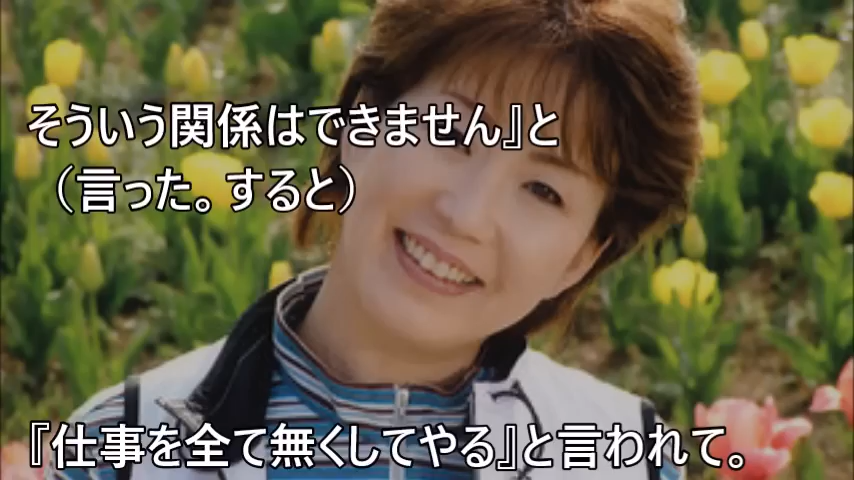 そういう関係はできません』と
（言った。すると）
『仕事を全て無くしてやる』と言われて。